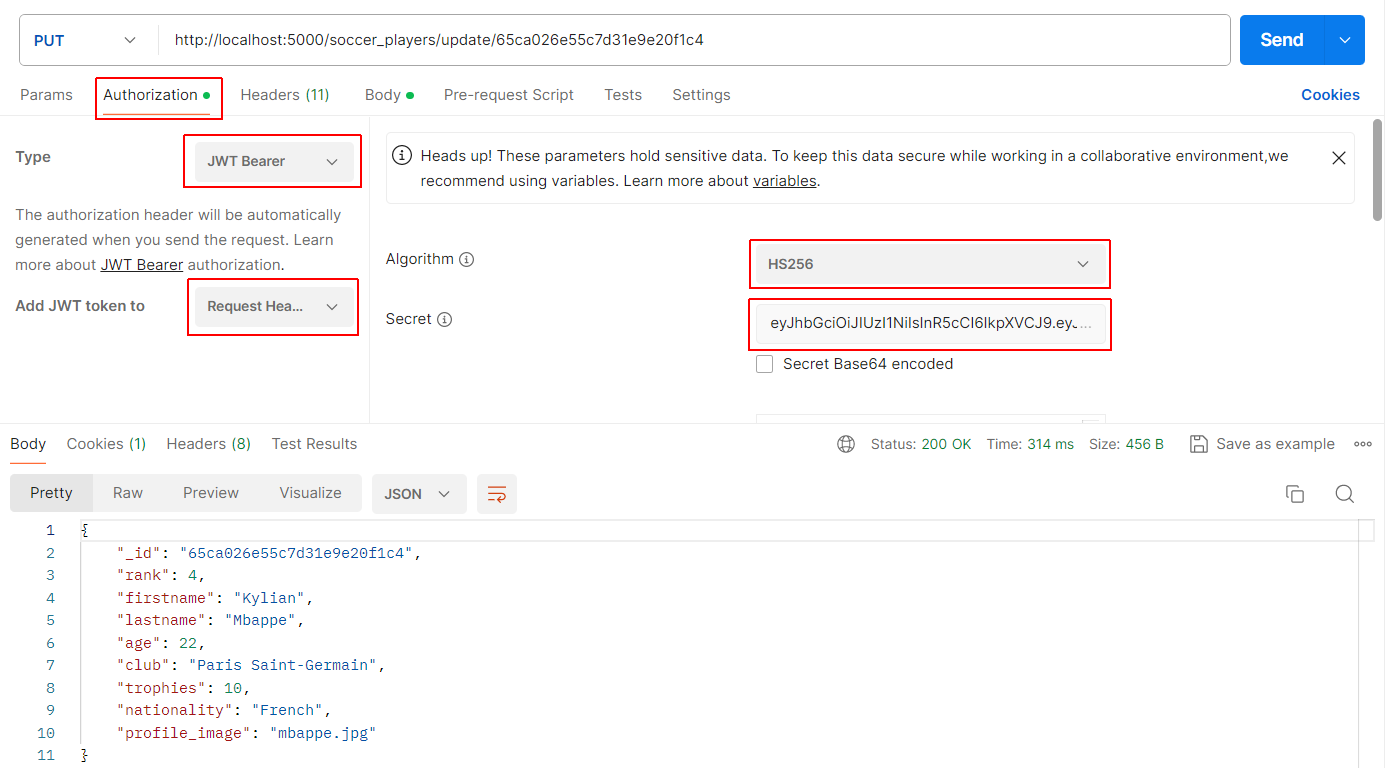 PUT
http://localhost:5000/soccer_players/update/65ca026e55c7d31e9e20f1c4
Send
Params
Authorization
Headers (11)
Body
Pre-request Script
Tests
Settings
Cookies
Type
JWT Bearer
The authorization header will be automatically
generated when you send the request. Learn
more about JWT Bearer authorization.
Add JWT token to
Request Hea...
Heads up! These parameters hold sensitive data. To keep this data secure while working in a collaborative environment,we
recommend using variables. Learn more about variables.
Algorithm
HS256
Secret
eyJhbGciOiJIUzI1NiIsInR5cCI6IkpXVCJ9.eyJ...
Secret Base64 encoded
Body
Cookies (1)
Headers (8)
Test Results
Status: 200 OK
Time: 314 ms
Size: 456 B
Save as example
Pretty
Raw
Preview
Visualize
JSON
1 {
2 "_id": "65ca026e55c7d31e9e20f1c4",
3 "rank": 4,
4 "firstname": "Kylian",
5 "lastname": "Mbappe",
6 "age": 22,
7 "club": "Paris Saint-Germain",
8 "trophies": 10,
9 "nationality": "French",
10 "profile_image": "mbappe.jpg"
11 }